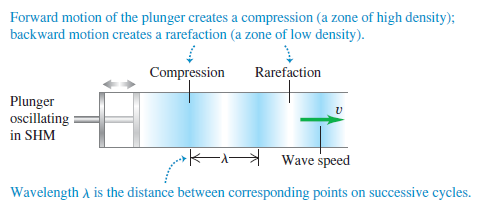 Forward motion of the plunger creates a compression (a zone of high density);
backward motion creates a rarefaction (a zone of low density).
Compression Rarefaction
Plunger
oscillating
in SHM
v
λ
Wave speed
Wavelength λ is the distance between corresponding points on successive cycles.